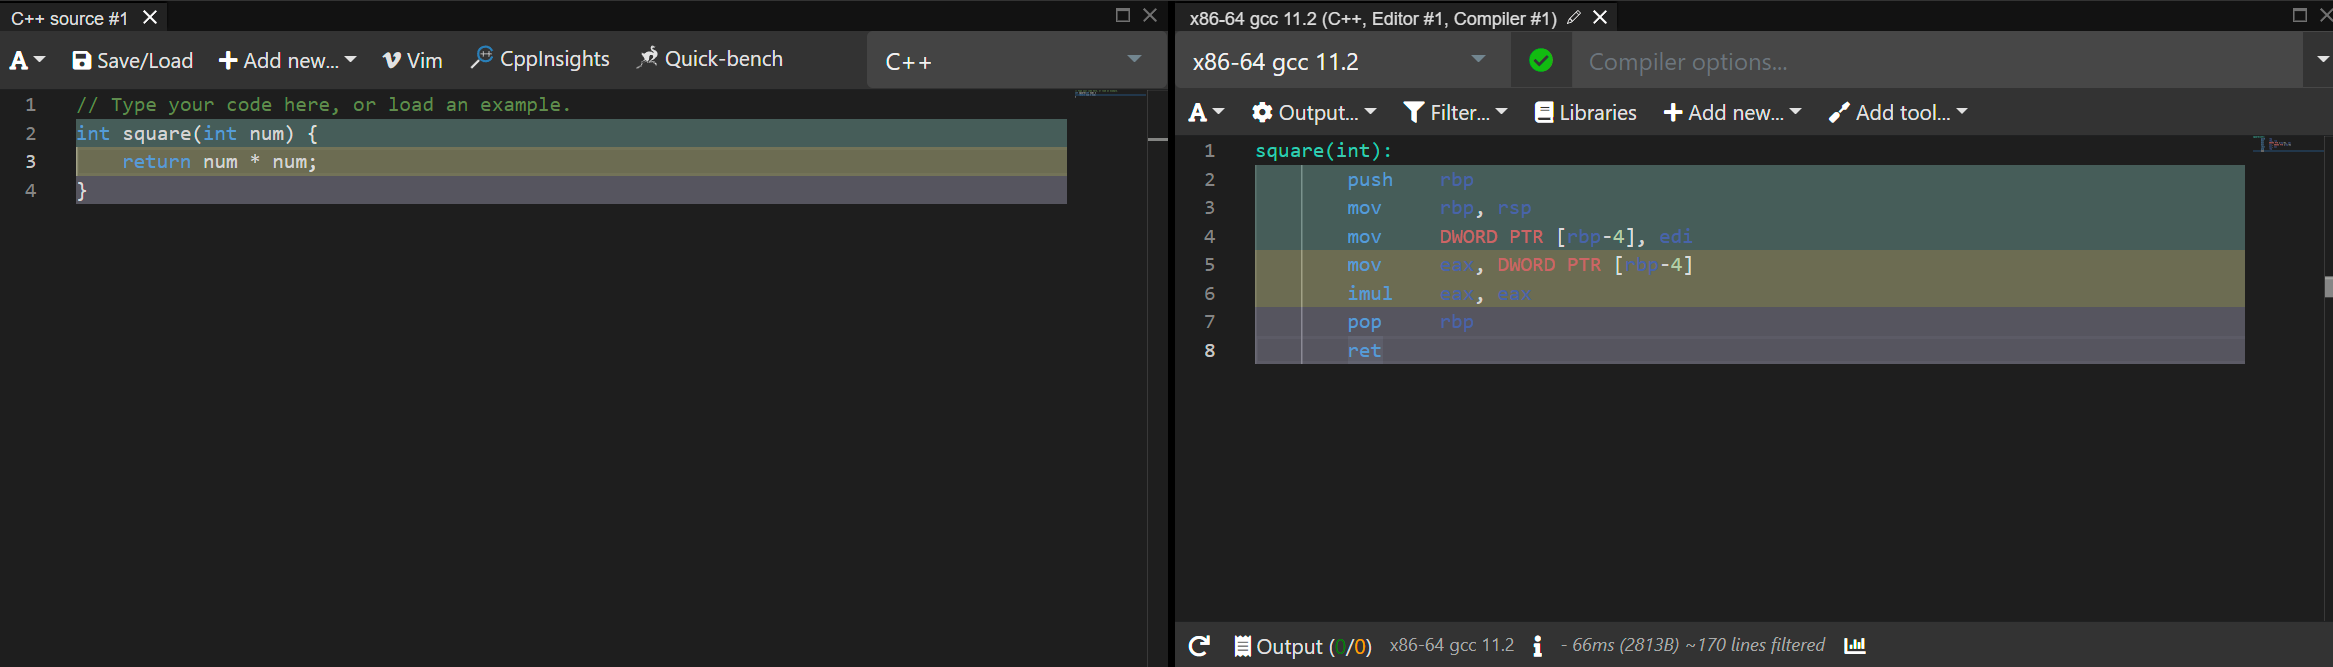 C++ source #1
A Save/Load Add new... Vim CppInsights Quick-bench C++
1 // Type your code here, or load an example.
2 int square(int num) {
3     return num * num;
4 }
x86-64 gcc 11.2 (C++, Editor #1, Compiler #1)
x86-64 gcc 11.2 Compiler options...
A Output... Filter... Libraries Add new... Add tool...
1 square(int):
2         push    rbp
3         mov     rbp, rsp
4         mov     DWORD PTR [rbp-4], edi
5         mov     eax, DWORD PTR [rbp-4]
6         imul    eax, eax
7         pop     rbp
8         ret
Output (0/0) x86-64 gcc 11.2 i - 66ms (2813B) ~170 lines filtered